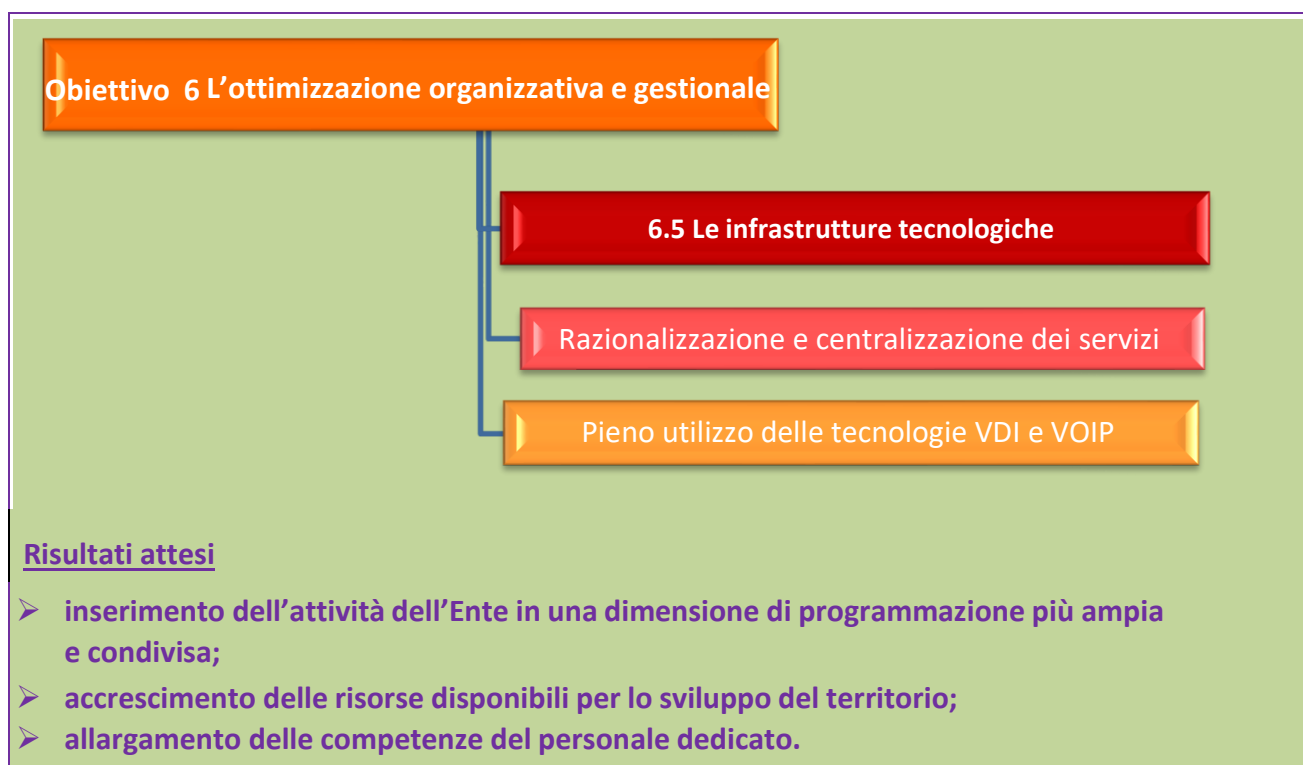 Obiettivo 6 L’ottimizzazione organizzativa e gestionale
6.5 Le infrastrutture tecnologiche
Razionalizzazione e centralizzazione dei servizi
Pieno utilizzo delle tecnologie VDI e VOIP
Risultati attesi
➢ inserimento dell’attività dell’Ente in una dimensione di programmazione più ampia
e condivisa;
➢ accrescimento delle risorse disponibili per lo sviluppo del territorio;
➢ allargamento delle competenze del personale dedicato.